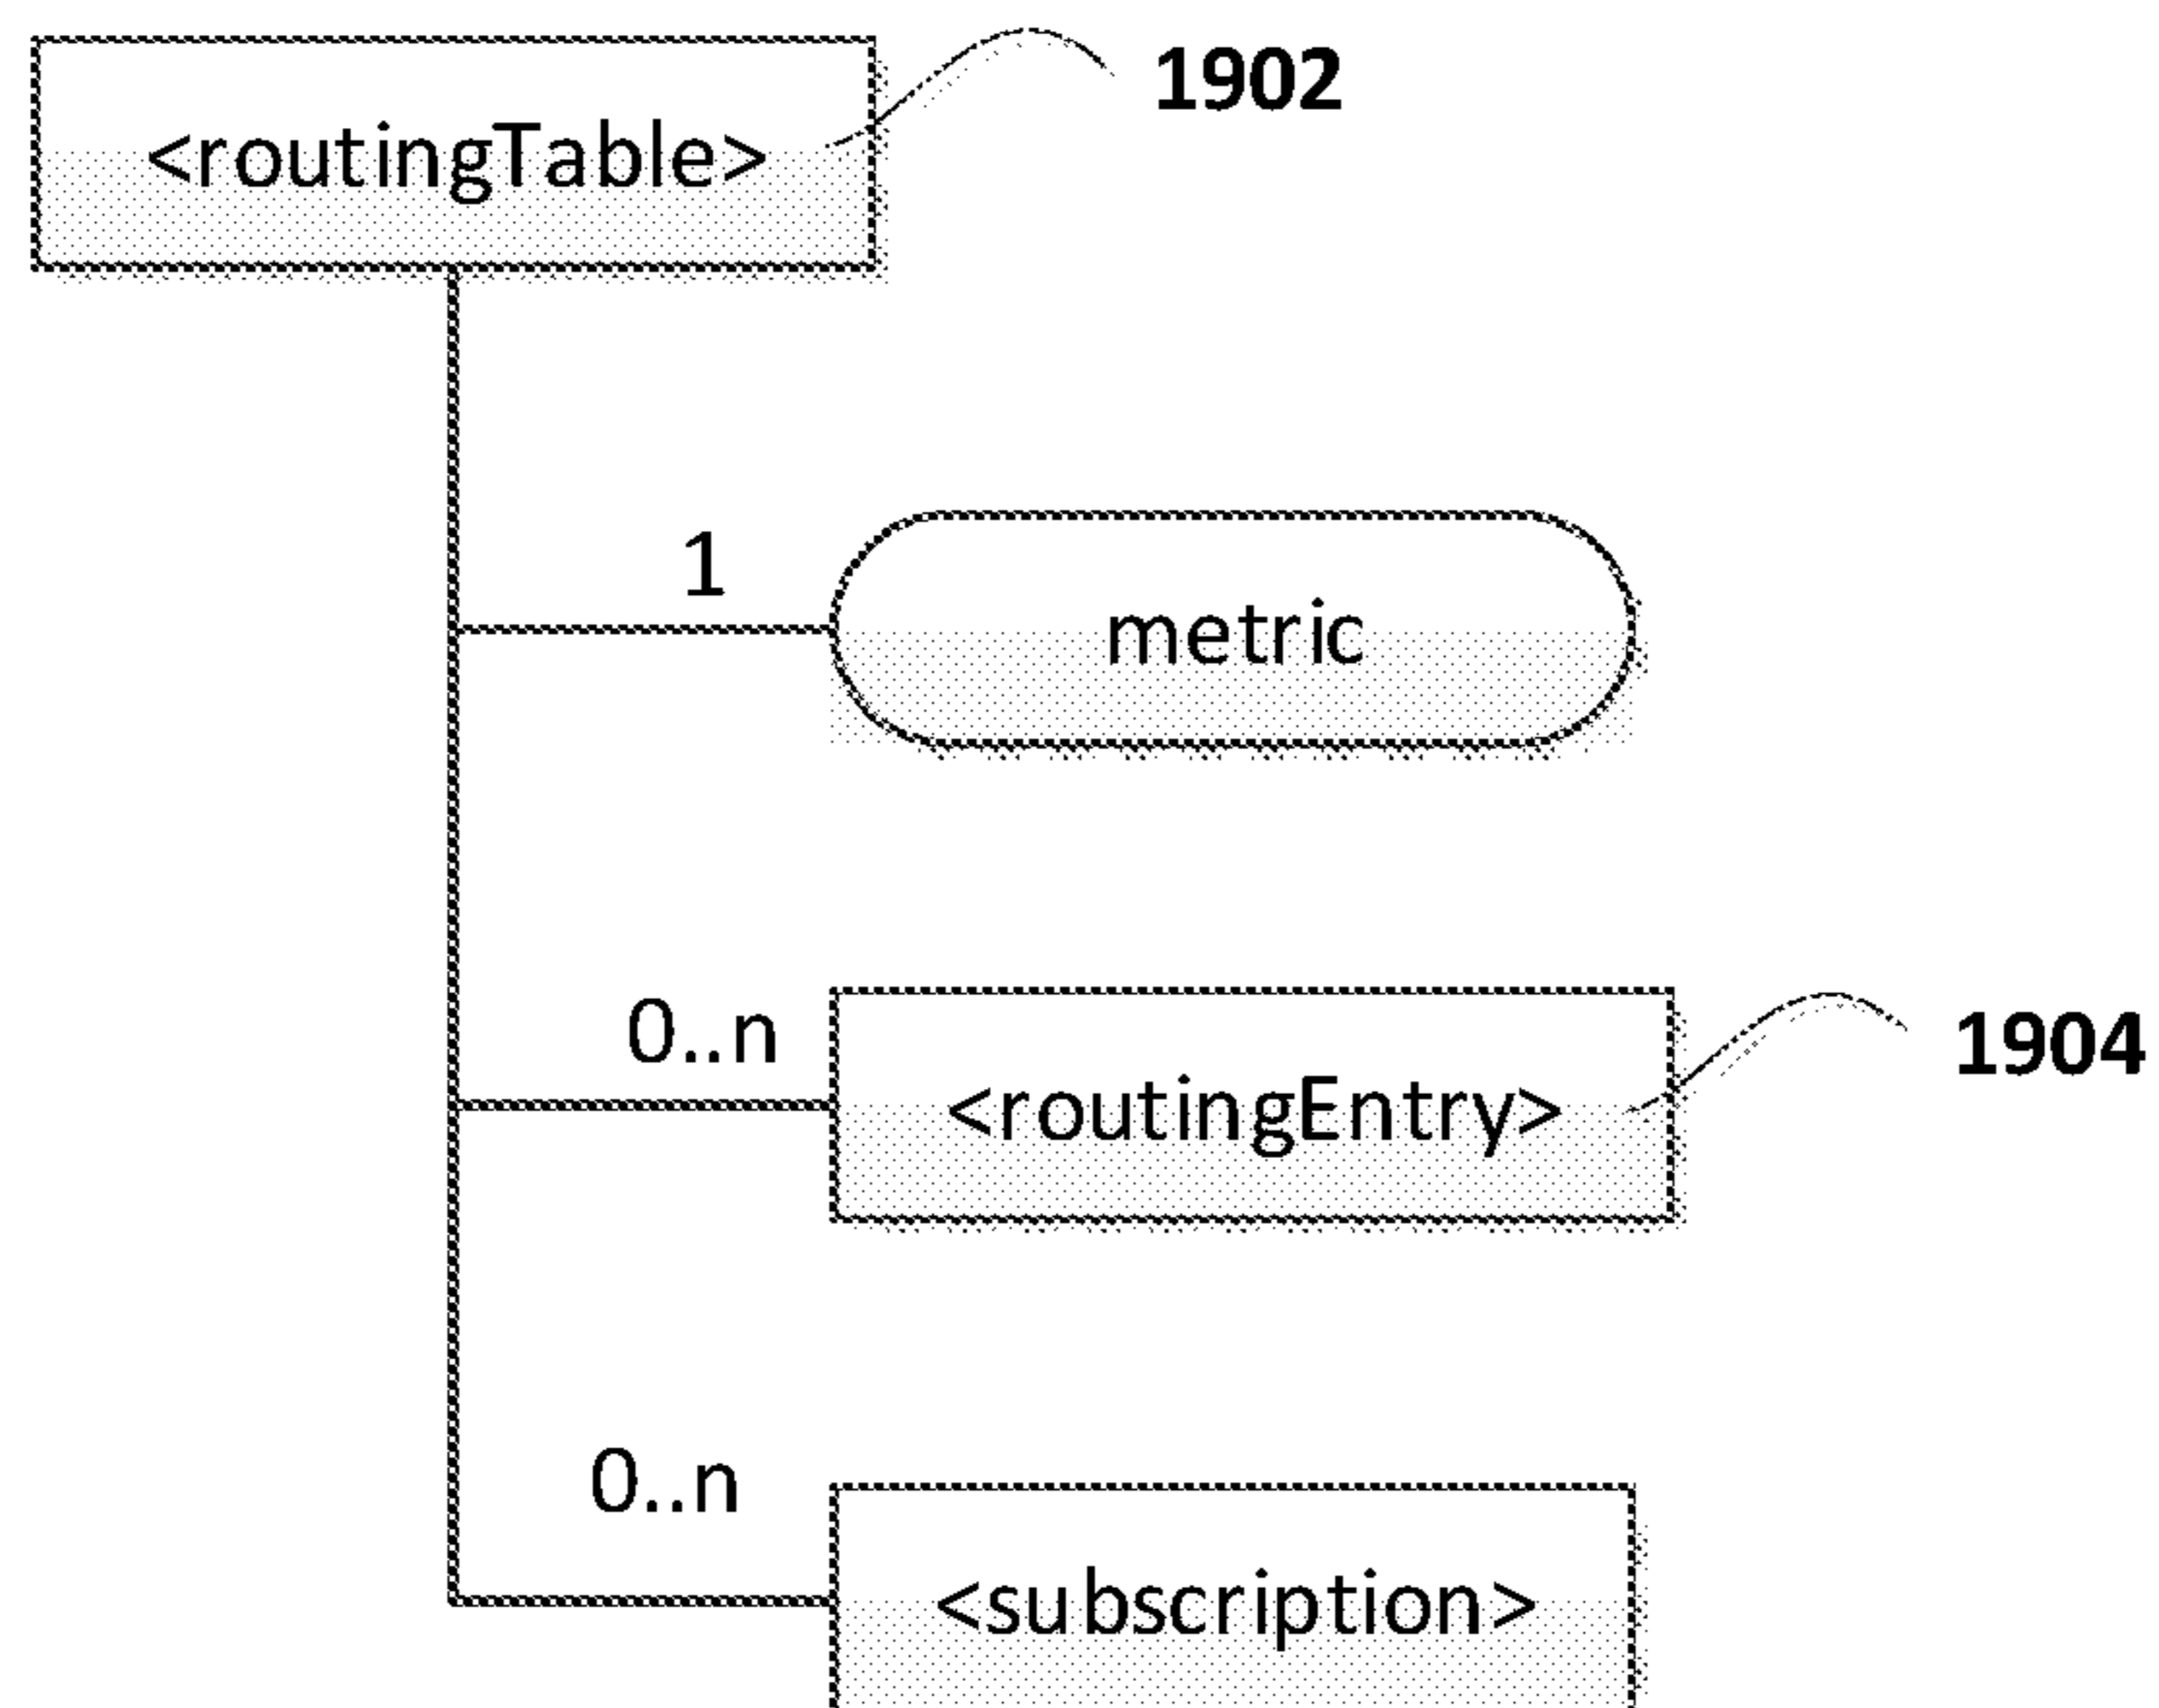 <routingTable>
1902
1
metric
0..n
<routingEntry>
1904
0..n
<subscription>